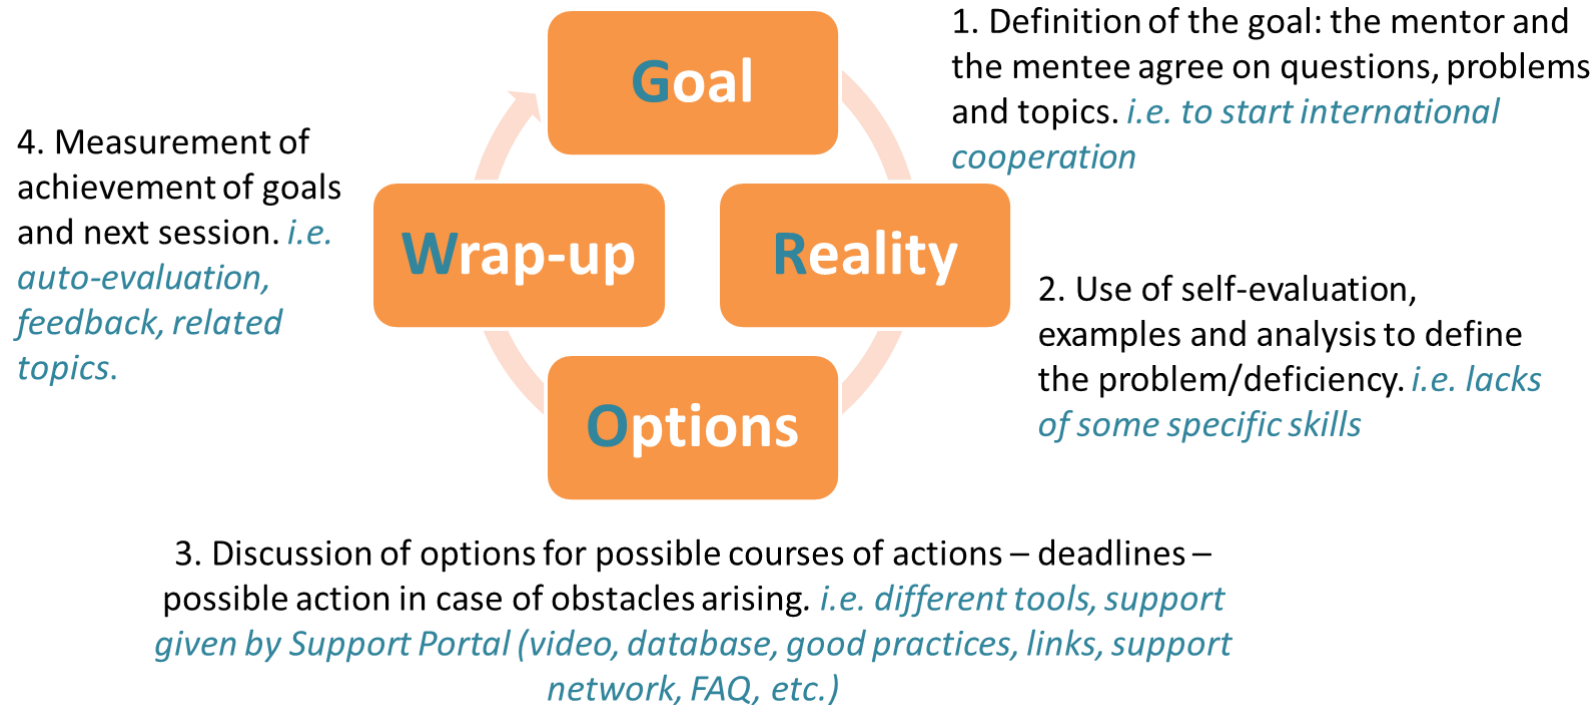 Goal
1. Definition of the goal: the mentor and
the mentee agree on questions, problems
and topics. i.e. to start international
cooperation
Reality
2. Use of self-evaluation,
examples and analysis to define
the problem/deficiency. i.e. lacks
of some specific skills
Options
3. Discussion of options for possible courses of actions – deadlines –
possible action in case of obstacles arising. i.e. different tools, support
given by Support Portal (video, database, good practices, links, support
network, FAQ, etc.)
Wrap-up
4. Measurement of
achievement of goals
and next session. i.e.
auto-evaluation,
feedback, related
topics.